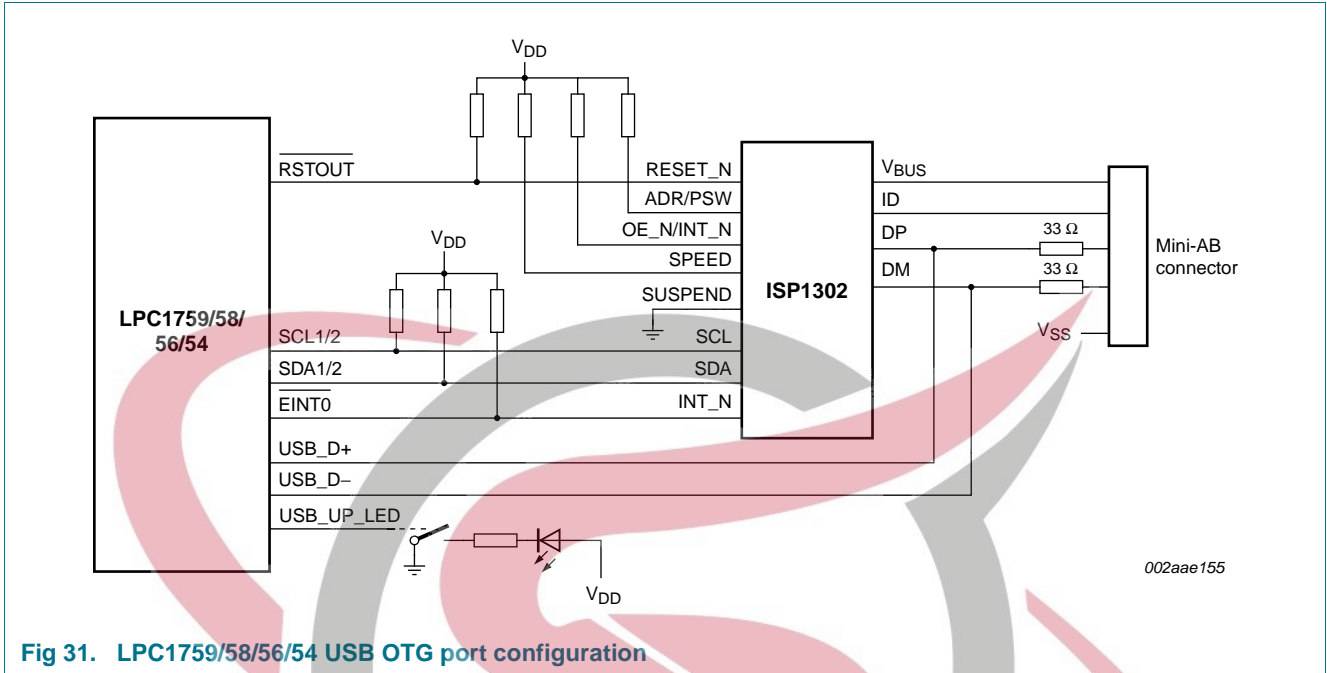 VDD
RSTOUT
RESET_N
VBUS
ADR/PSW
ID
OE_N/INT_N
DP
33 Ω
VDD
SPEED
DM
33 Ω
Mini-AB
connector
SUSPEND
ISP1302
LPC1759/58/
56/54
VSS
SCL1/2
SCL
SDA1/2
SDA
EINT0
INT_N
USB_D+
USB_D−
USB_UP_LED
VDD
002aae155
Fig 31. LPC1759/58/56/54 USB OTG port configuration